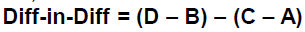 Diff-in-Diff = (D – B) – (C – A)